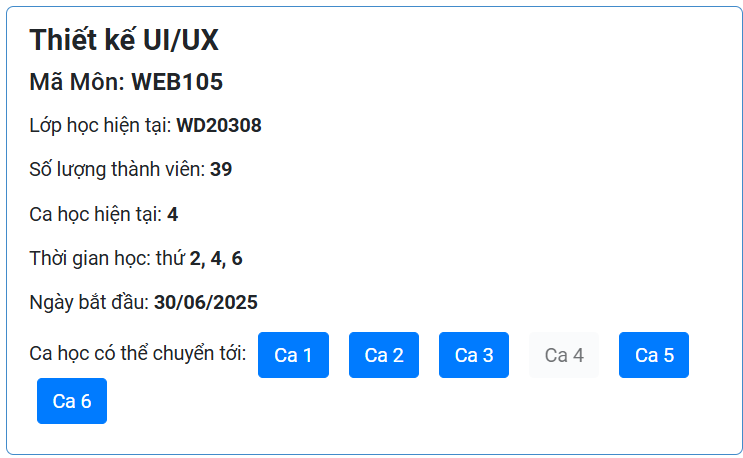 Thiết kế UI/UX
Mã Môn: WEB105
Lớp học hiện tại: WD20308
Số lượng thành viên: 39
Ca học hiện tại: 4
Thời gian học: thứ 2, 4, 6
Ngày bắt đầu: 30/06/2025
Ca học có thể chuyển tới: Ca 1 Ca 2 Ca 3 Ca 4 Ca 5
Ca 6